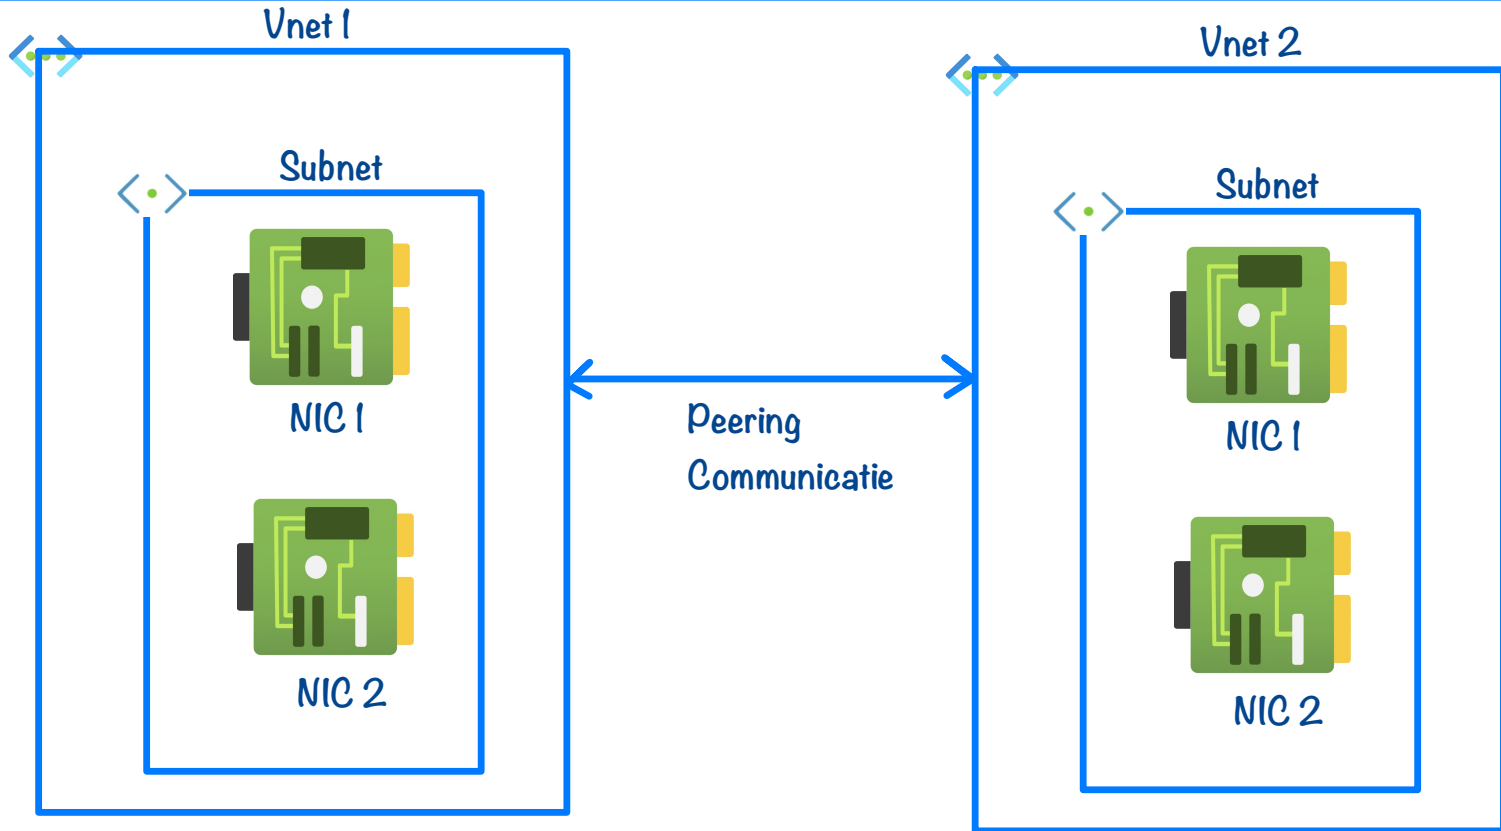 Vnet 1
Subnet
NIC 1
NIC 2
Peering
Communicatie
Vnet 2
Subnet
NIC 1
NIC 2